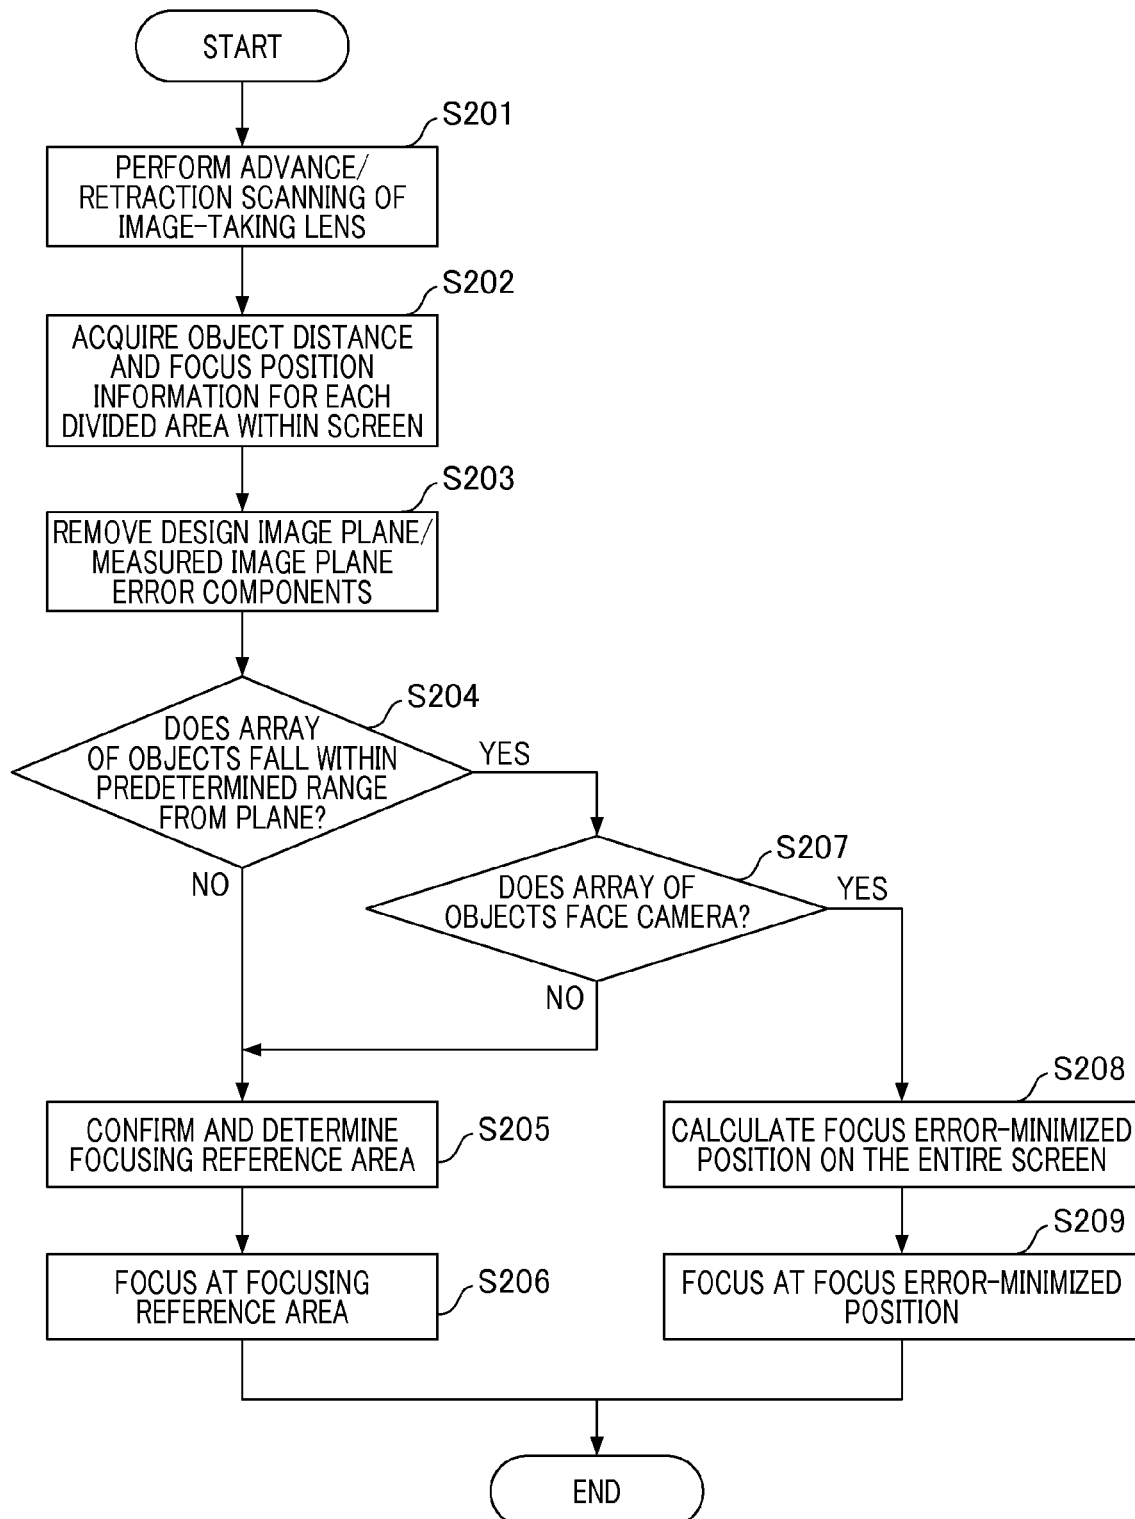 START
S201
PERFORM ADVANCE/
RETRACTION SCANNING OF
IMAGE-TAKING LENS
S202
ACQUIRE OBJECT DISTANCE
AND FOCUS POSITION
INFORMATION FOR EACH
DIVIDED AREA WITHIN SCREEN
S203
REMOVE DESIGN IMAGE PLANE/
MEASURED IMAGE PLANE
ERROR COMPONENTS
S204
DOES ARRAY
OF OBJECTS FALL WITHIN
PREDETERMINED RANGE
FROM PLANE?
YES
NO
S207
DOES ARRAY OF
OBJECTS FACE CAMERA?
YES
NO
S205
CONFIRM AND DETERMINE
FOCUSING REFERENCE AREA
S206
FOCUS AT FOCUSING
REFERENCE AREA
S208
CALCULATE FOCUS ERROR-MINIMIZED
POSITION ON THE ENTIRE SCREEN
S209
FOCUS AT FOCUS ERROR-MINIMIZED
POSITION
END